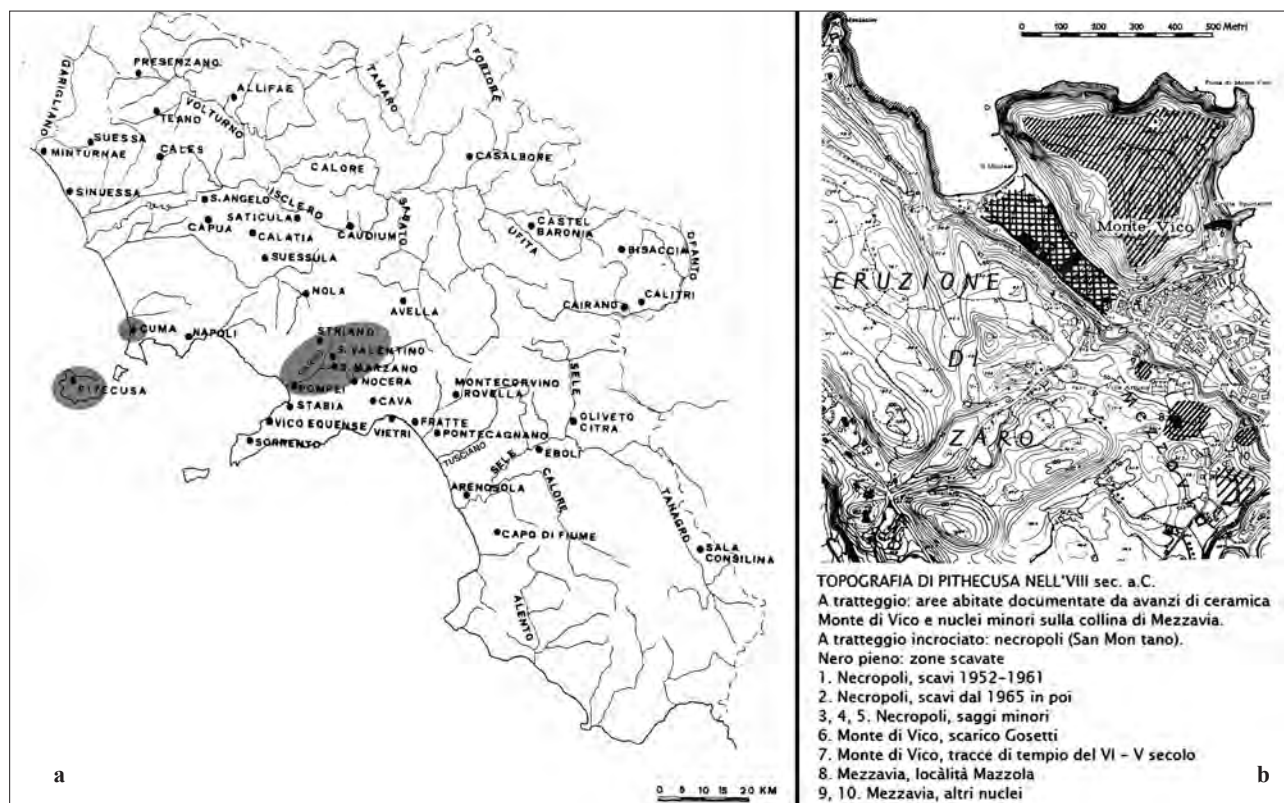 GARIGLIANO
PRESENZANO
VOLTURNO
ALLIFAE
TEANO
TAMARO
FORTORE
SUESSA
MINTURNAE
CALES
CALORE
CASALBORE
SINUESSA
S.ANGELO
ISCLERO
SATICULA
CAPUA
CALATIA
CAUDIUM
SABATO
UFITA
CASTEL
BARONIA
BISACCIA
OFANTO
SUESSULA
NOLA
AVELLA
CAIRANO
CALITRI
CUMA
NAPOLI
STRIANO
S. VALENTINO
S. MARZANO
NOCERA
PITECUSA
POMPEI
MONTECORVINO
ROVELLA
SELE
STABIA
CAVA
OLIVETO
CITRA
VICO EQUENSE
VIETRI
FRATTE
PONTECAGNANO
SORRENTO
TUSCIANO
SELE
EBOLI
ARENOSOLA
CALORE
TANAGRO
CAPO DI FIUME
SALA
CONSILINA
ALENTO
0 5 10 15 20 KM
a
0 100 200 300 400 500 Metri
Monte Vico
ERUZIONE
DI
ZARO
TOPOGRAFIA DI PITHECUSA NELL'VIII sec. a.C.
A tratteggio: aree abitate documentate da avanzi di ceramica
Monte di Vico e nuclei minori sulla collina di Mezzavia.
A tratteggio incrociato: necropoli (San Mon tano).
Nero pieno: zone scavate
1. Necropoli, scavi 1952-1961
2. Necropoli, scavi dal 1965 in poi
3, 4, 5. Necropoli, saggi minori
6. Monte di Vico, scarico Gosetti
7. Monte di Vico, tracce di tempio del VI - V secolo
8. Mezzavia, locàlità Mazzola
9, 10. Mezzavia, altri nuclei
b